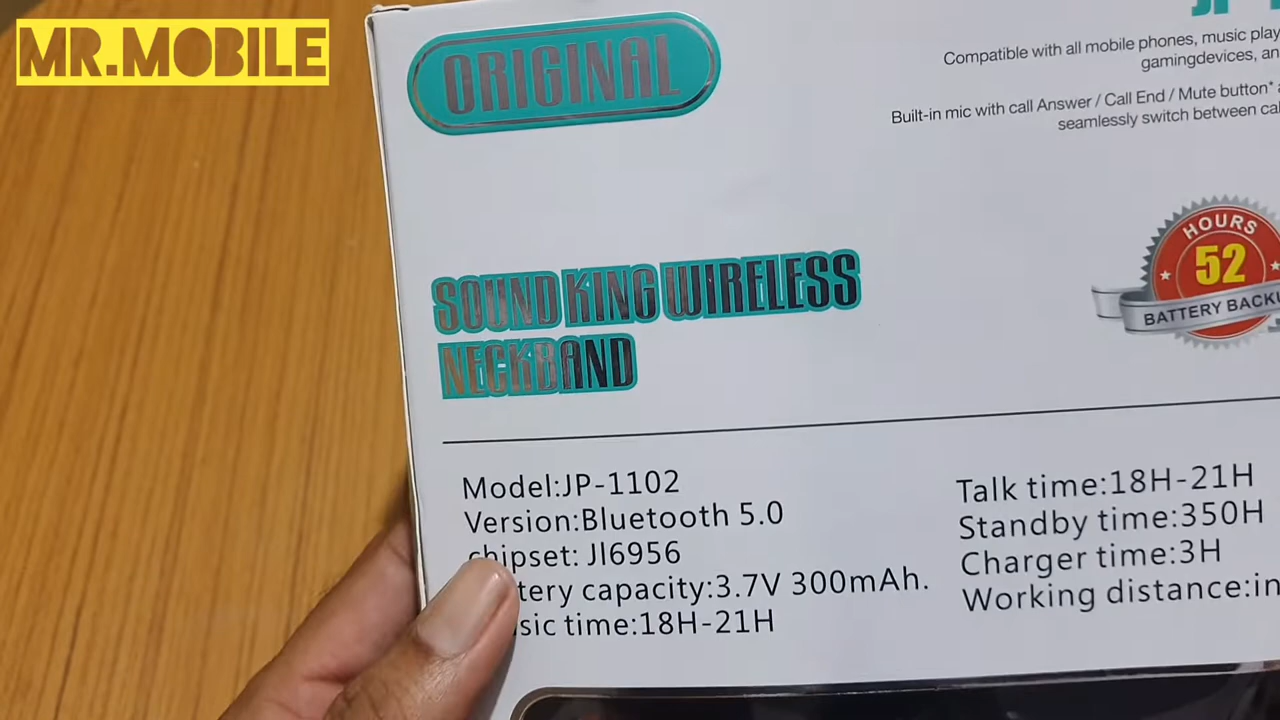 MR.MOBILE
ORIGINAL
Compatible with all mobile phones, music play
gamingdevices, an
Built-in mic with call Answer / Call End / Mute button*
seamlessly switch between cal
HOURS
52
BATTERY BACKU
SOUND KING WIRELESS
NECKBAND
Model:JP-1102
Version:Bluetooth 5.0
chipset: Jl6956
tery capacity:3.7V 300mAh.
sic time:18H-21H
Talk time:18H-21H
Standby time:350H
Charger time:3H
Working distance:in